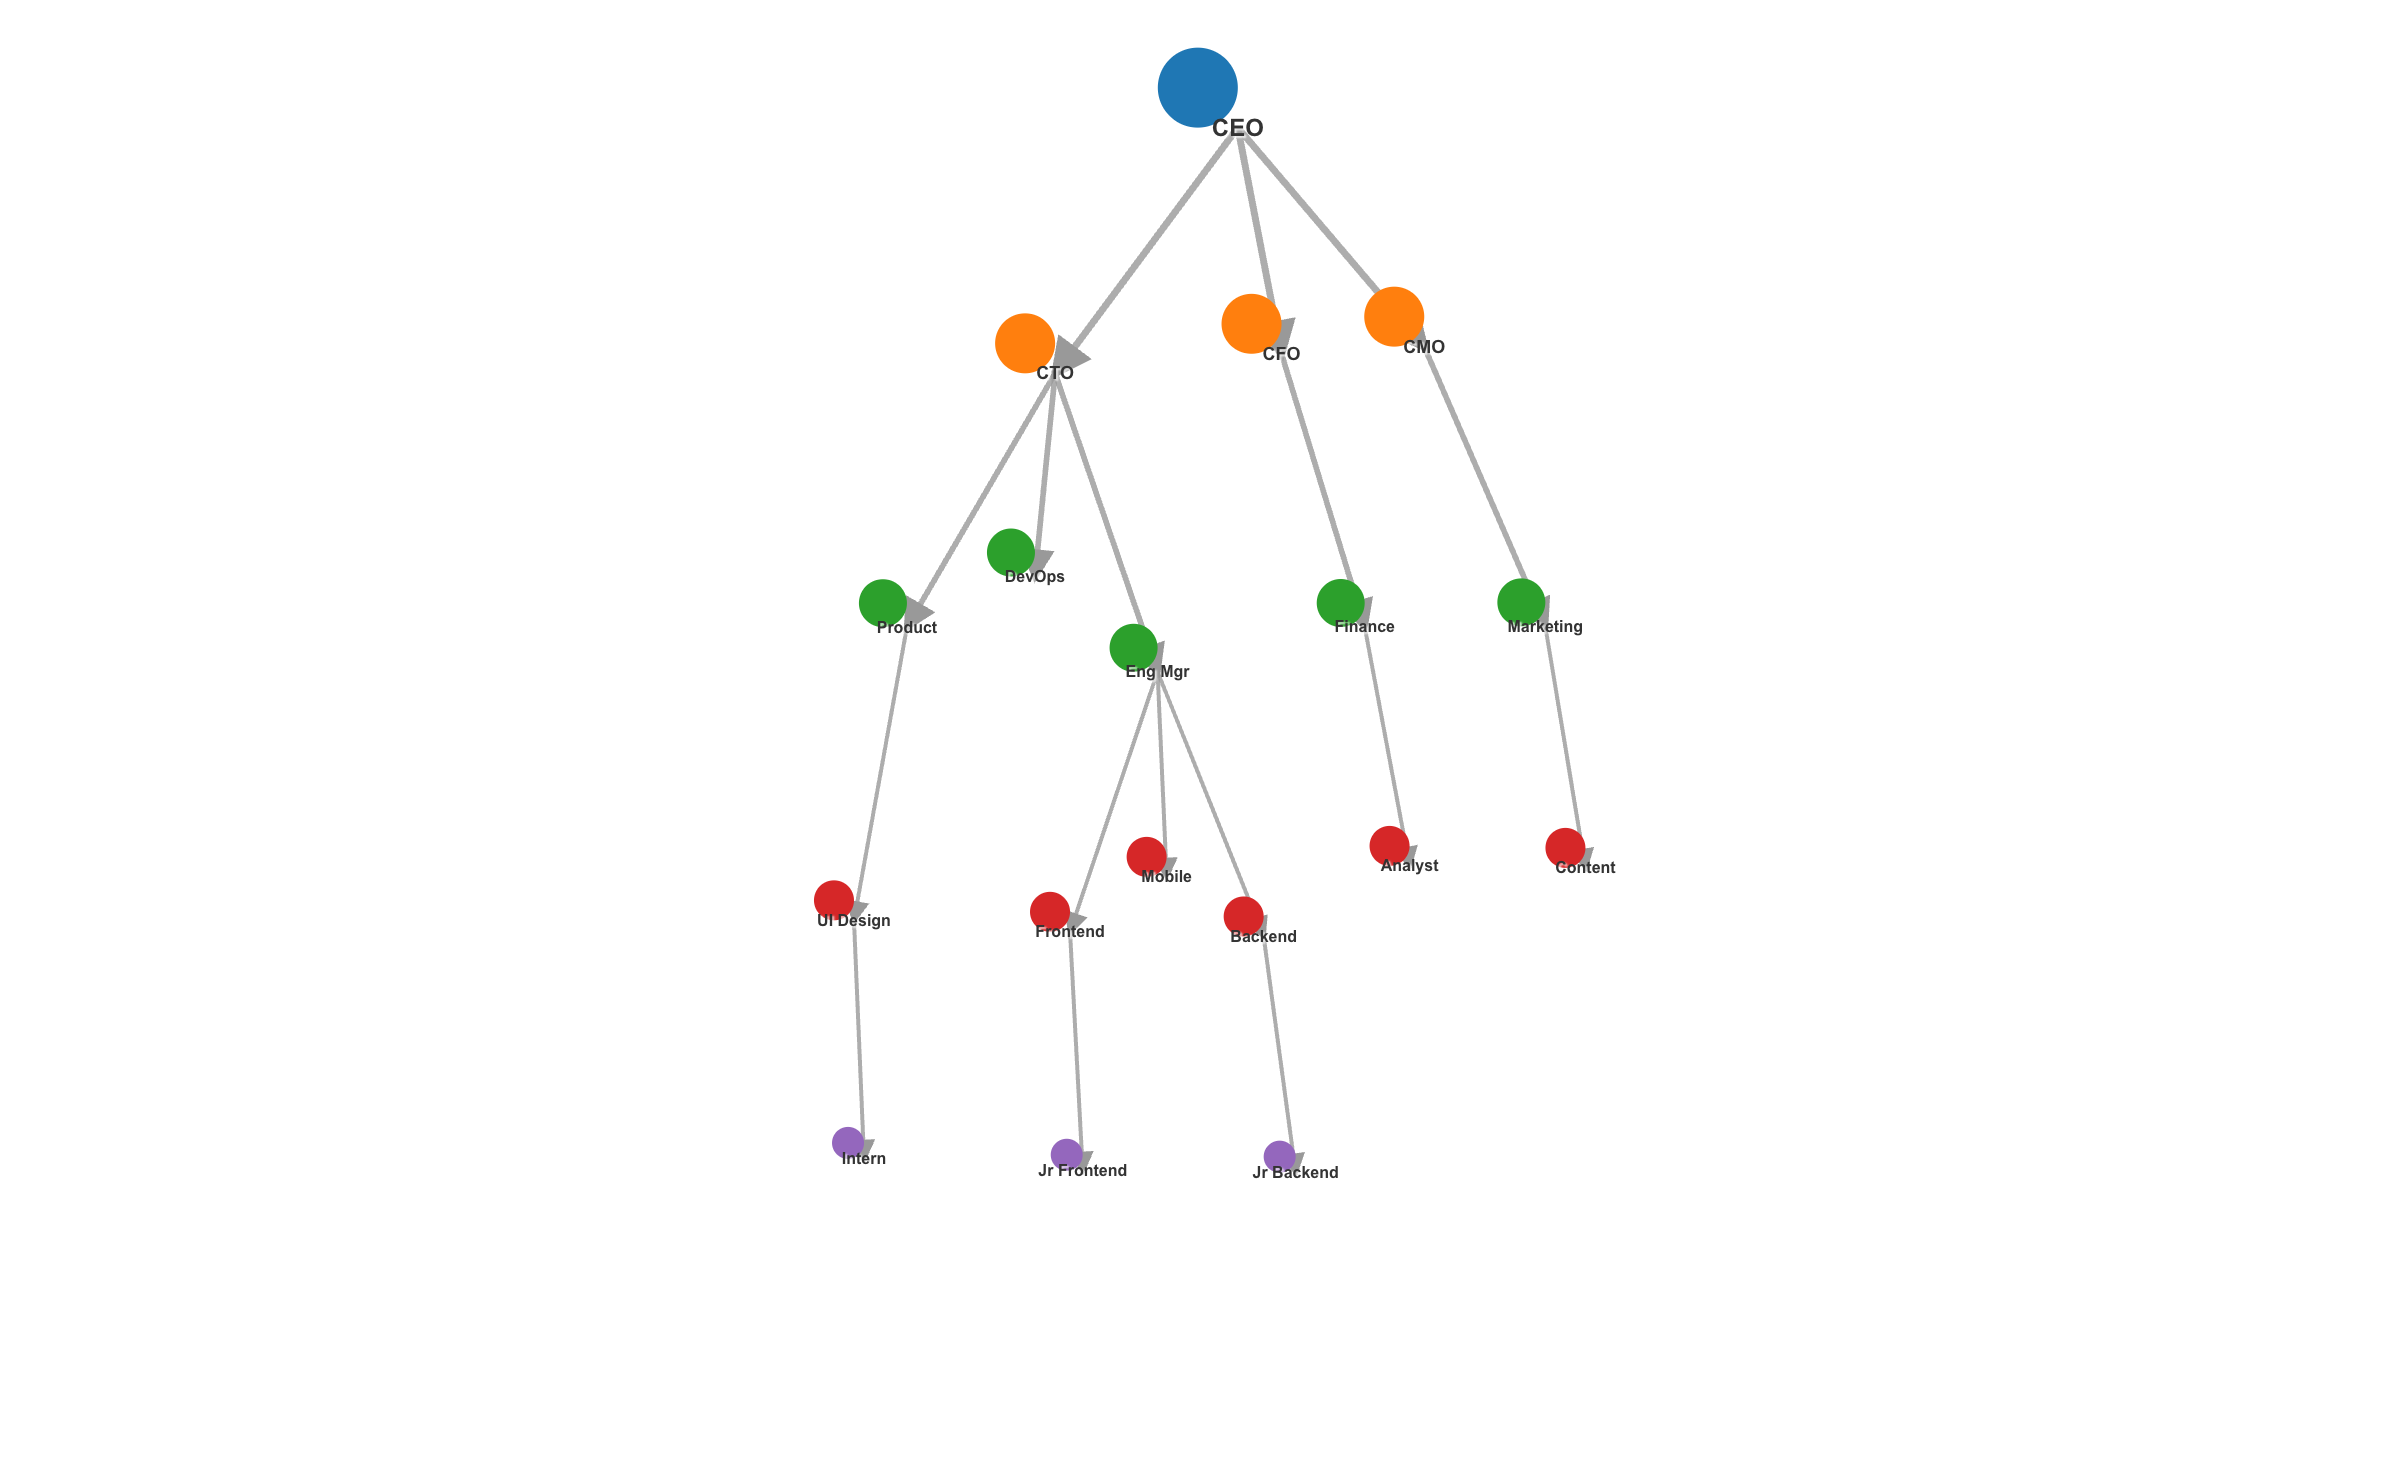 CEO
CTO
CFO
CMO
Product
DevOps
Eng Mgr
Finance
Marketing
UI Design
Frontend
Mobile
Backend
Analyst
Content
Intern
Jr Frontend
Jr Backend